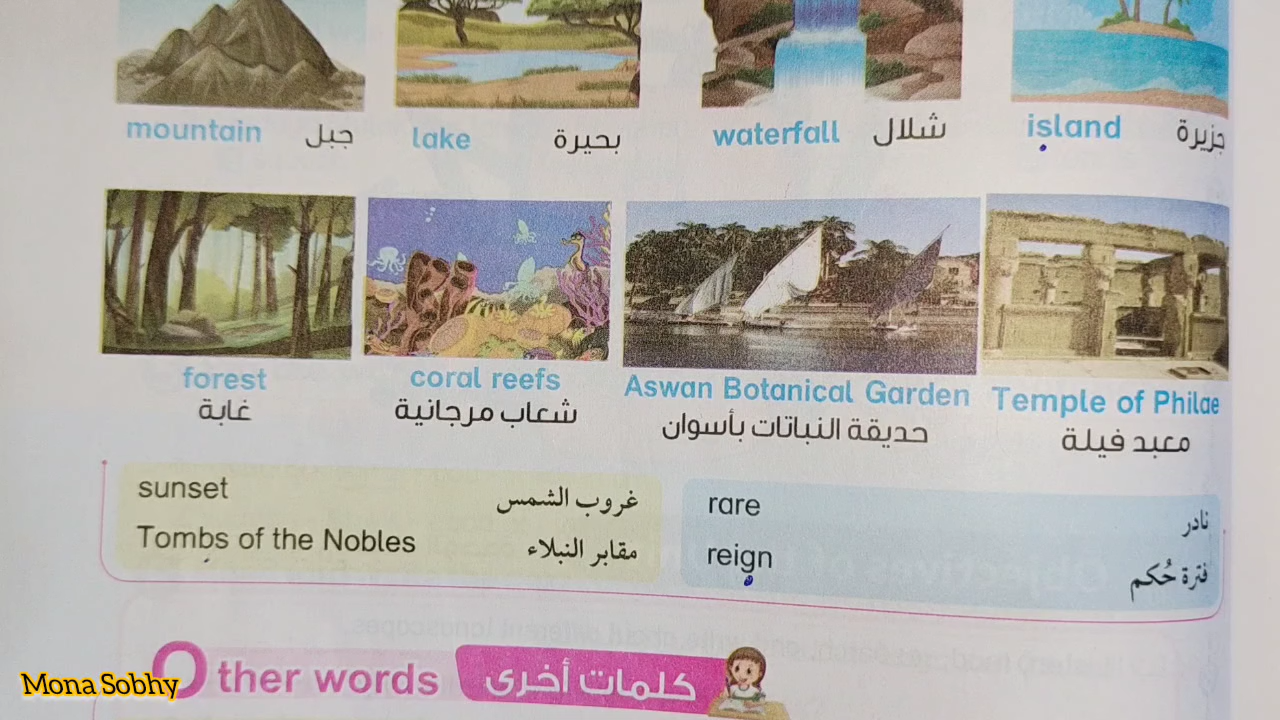 mountain جبل
lake بحيرة
waterfall شلال
island جزيرة
forest
غابة
coral reefs
شعاب مرجانية
Aswan Botanical Garden
حديقة النباتات بأسوان
Temple of Philae
معبد فيلة
sunset غروب الشمس
Tombs of the Nobles مقابر النبلاء
rare نادر
reign فترة حُكم
Other words كلمات أخرى
Mona Sobhy